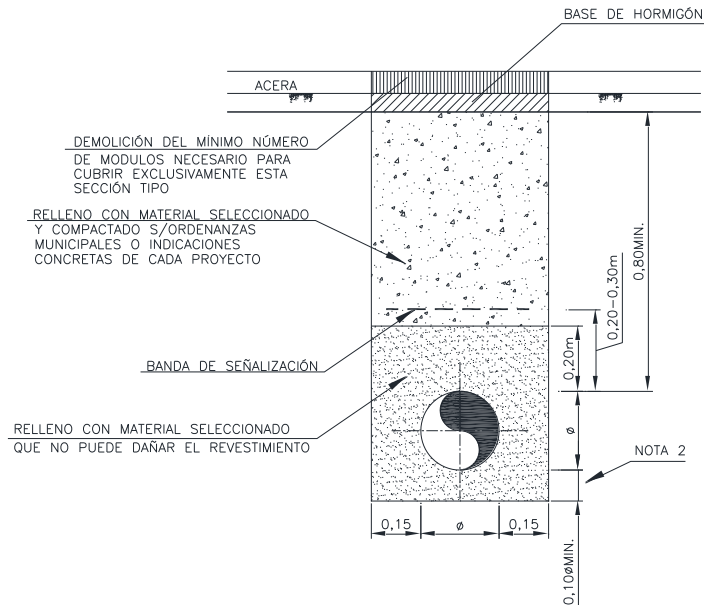 BASE DE HORMIGÓN
ACERA
DEMOLICIÓN DEL MÍNIMO NÚMERO
DE MODULOS NECESARIO PARA
CUBRIR EXCLUSIVAMENTE ESTA
SECCIÓN TIPO
RELLENO CON MATERIAL SELECCIONADO
Y COMPACTADO S/ORDENANZAS
MUNICIPALES O INDICACIONES
CONCRETAS DE CADA PROYECTO
0,80MIN.
0,20-0,30m
0,20m
BANDA DE SEÑALIZACIÓN
RELLENO CON MATERIAL SELECCIONADO
QUE NO PUEDE DAÑAR EL REVESTIMIENTO
ø
NOTA 2
0,15
ø
0,15
0,10øMIN.